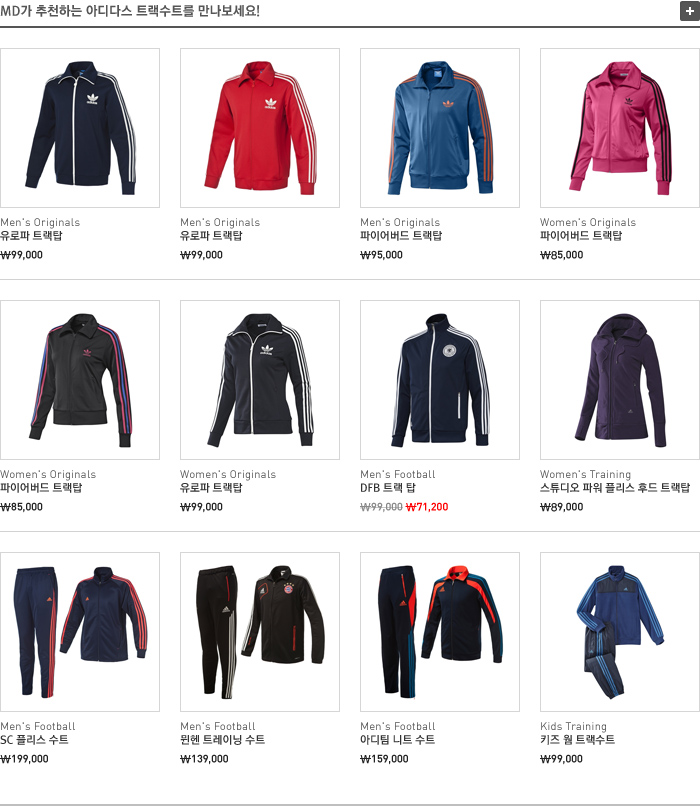 MD가 추천하는 아디다스 트랙수트를 만나보세요!
Men's Originals
유로파 트랙탑
₩99,000
Men's Originals
유로파 트랙탑
₩99,000
Men's Originals
파이어버드 트랙탑
₩95,000
Women's Originals
파이어버드 트랙탑
₩85,000
Women's Originals
파이어버드 트랙탑
₩85,000
Women's Originals
유로파 트랙탑
₩99,000
Men's Football
DFB 트랙 탑
₩99,000 ₩71,200
Women's Training
스튜디오 파워 플리스 후드 트랙탑
₩89,000
Men's Football
SC 플리스 수트
₩199,000
Men's Football
뮌헨 트레이닝 수트
₩139,000
Men's Football
아디팀 니트 수트
₩159,000
Kids Training
키즈 웜 트랙수트
₩99,000